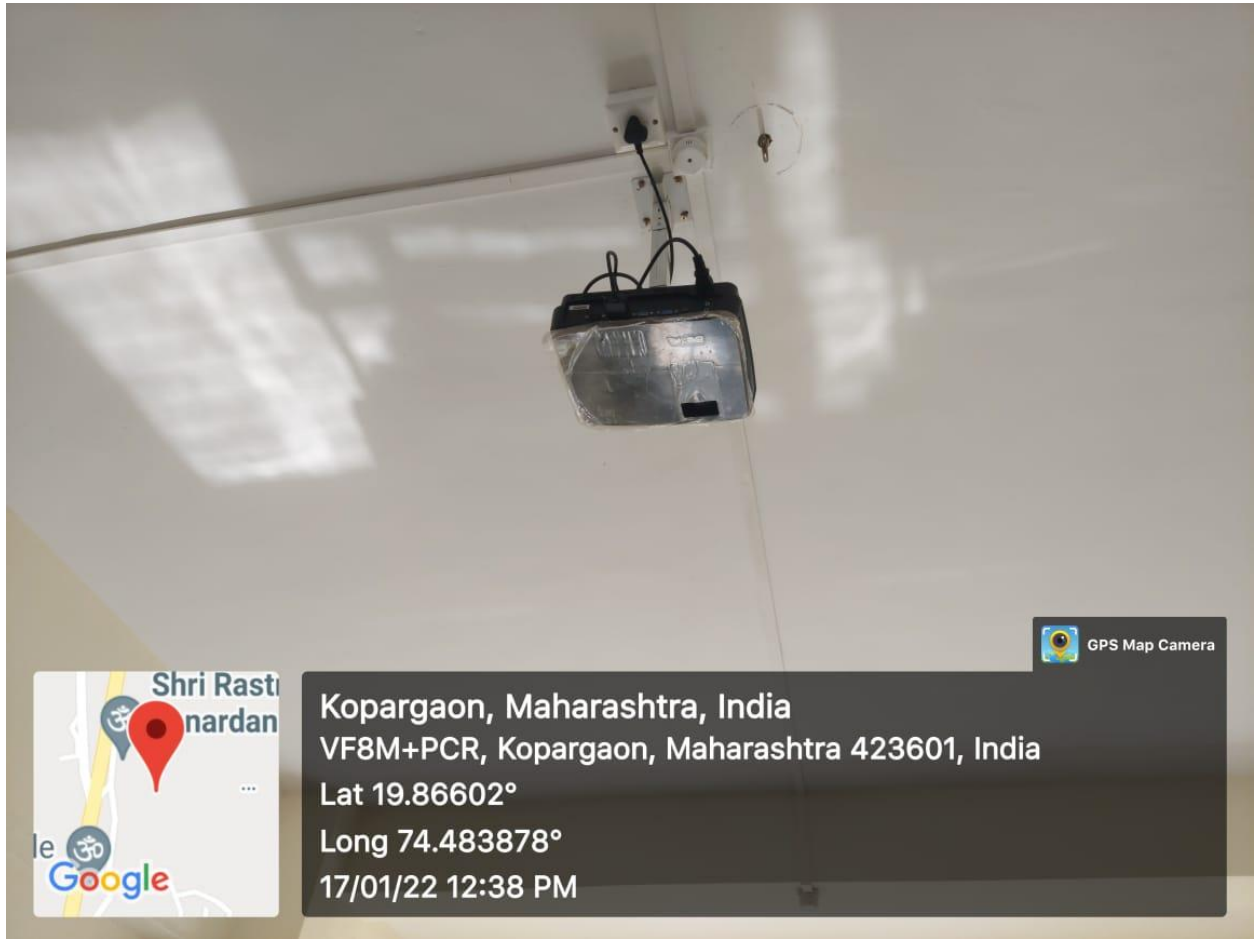 GPS Map Camera
Shri Rast
nardan
le
Google
Kopargaon, Maharashtra, India
VF8M+PCR, Kopargaon, Maharashtra 423601, India
Lat 19.86602°
Long 74.483878°
17/01/22 12:38 PM